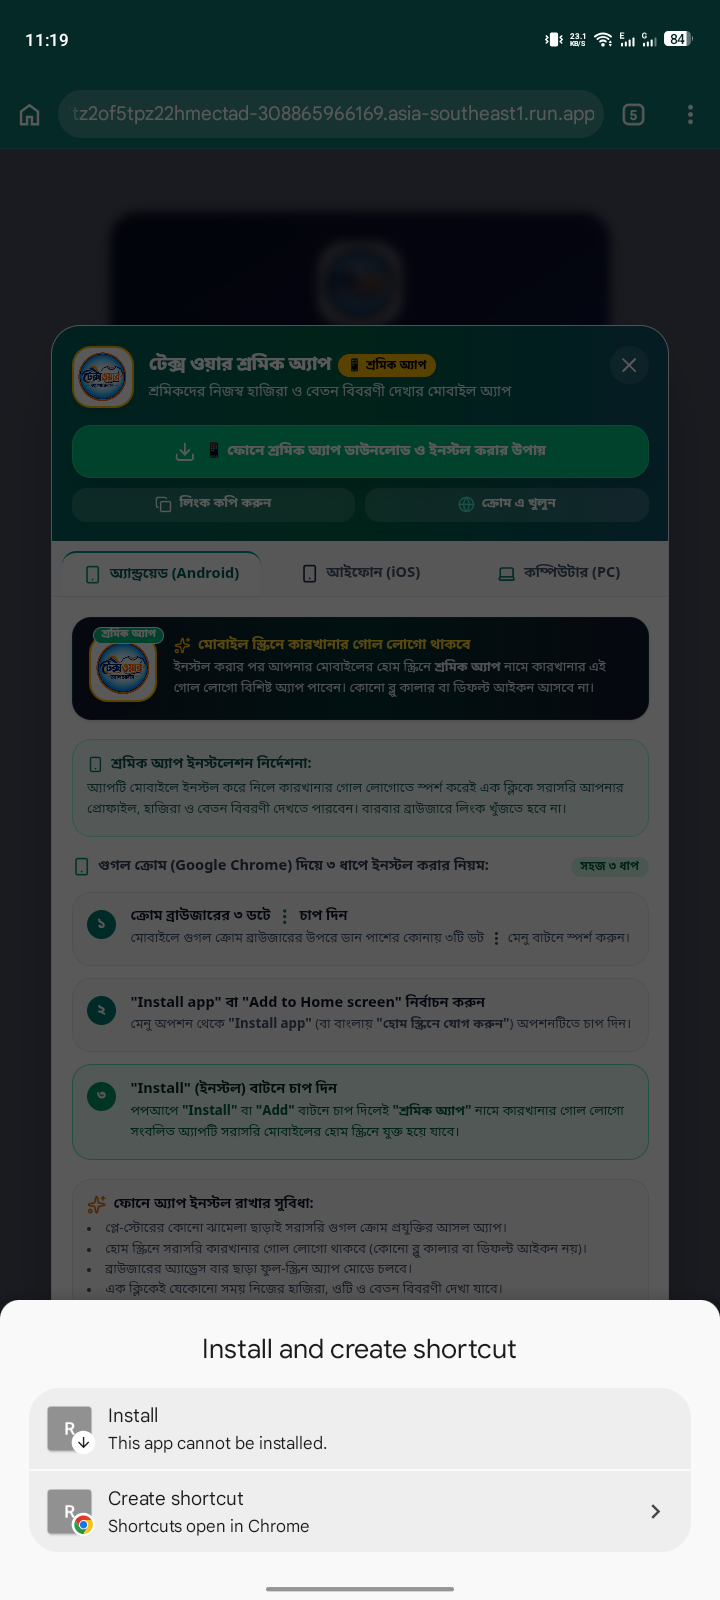 11:19
23.1
KB/S
E
G
84
tz2of5tpz22hmectad-308865966169.asia-southeast1.run.app
5
টেক্স ওয়ার শ্রমিক অ্যাপ
📱 শ্রমিক অ্যাপ
শ্রমিকদের নিজস্ব হাজিরা ও বেতন বিবরণী দেখার মোবাইল অ্যাপ
📱 ফোনে শ্রমিক অ্যাপ ডাউনলোড ও ইনস্টল করার উপায়
লিংক কপি করুন
ক্রোম এ খুলুন
অ্যান্ড্রয়েড (Android)
আইফোন (iOS)
কম্পিউটার (PC)
শ্রমিক অ্যাপ
টেক্স ওয়ার
মোবাইল স্ক্রিনে কারখানার গোল লোগো থাকবে
ইনস্টল করার পর আপনার মোবাইলের হোম স্ক্রিনে শ্রমিক অ্যাপ নামে কারখানার এই
গোল লোগো বিশিষ্ট অ্যাপ পাবেন। কোনো ব্লু কালার বা ডিফল্ট আইকন আসবে না।
শ্রমিক অ্যাপ ইনস্টলেশন নির্দেশনা:
অ্যাপটি মোবাইলে ইনস্টল করে নিলে কারখানার গোল লোগোতে স্পর্শ করেই এক ক্লিকে সরাসরি আপনার
প্রোফাইল, হাজিরা ও বেতন বিবরণী দেখতে পারবেন। বারবার ব্রাউজারে লিংক খুঁজতে হবে না।
গুগল ক্রোম (Google Chrome) দিয়ে ৩ ধাপে ইনস্টল করার নিয়ম:
সহজ ৩ ধাপ
১
ক্রোম ব্রাউজারের ৩ ডটে ⋮ চাপ দিন
মোবাইলে গুগল ক্রোম ব্রাউজারের উপরে ডান পাশের কোনায় ৩টি ডট ⋮ মেনু বাটনে স্পর্শ করুন।
২
"Install app" বা "Add to Home screen" নির্বাচন করুন
মেনু অপশন থেকে "Install app" (বা বাংলায় "হোম স্ক্রিনে যোগ করুন") অপশনটিতে চাপ দিন।
৩
"Install" (ইনস্টল) বাটনে চাপ দিন
পপআপে "Install" বা "Add" বাটনে চাপ দিলেই "শ্রমিক অ্যাপ" নামে কারখানার গোল লোগো
সংবলিত অ্যাপটি সরাসরি মোবাইলের হোম স্ক্রিনে যুক্ত হয়ে যাবে।
ফোনে অ্যাপ ইনস্টল রাখার সুবিধা:
• প্লে-স্টোরের কোনো ঝামেলা ছাড়াই সরাসরি গুগল ক্রোম প্রযুক্তির আসল অ্যাপ।
• হোম স্ক্রিনে সরাসরি কারখানার গোল লোগো থাকবে (কোনো ব্লু কালার বা ডিফল্ট আইকন নয়)।
• ব্রাউজারের অ্যাড্রেস বার ছাড়া ফুল-স্ক্রিন অ্যাপ মোডে চলবে।
• এক ক্লিকেই যেকোনো সময় নিজের হাজিরা, ওটি ও বেতন বিবরণী দেখা যাবে।
Install and create shortcut
R
Install
This app cannot be installed.
R
Create shortcut
Shortcuts open in Chrome